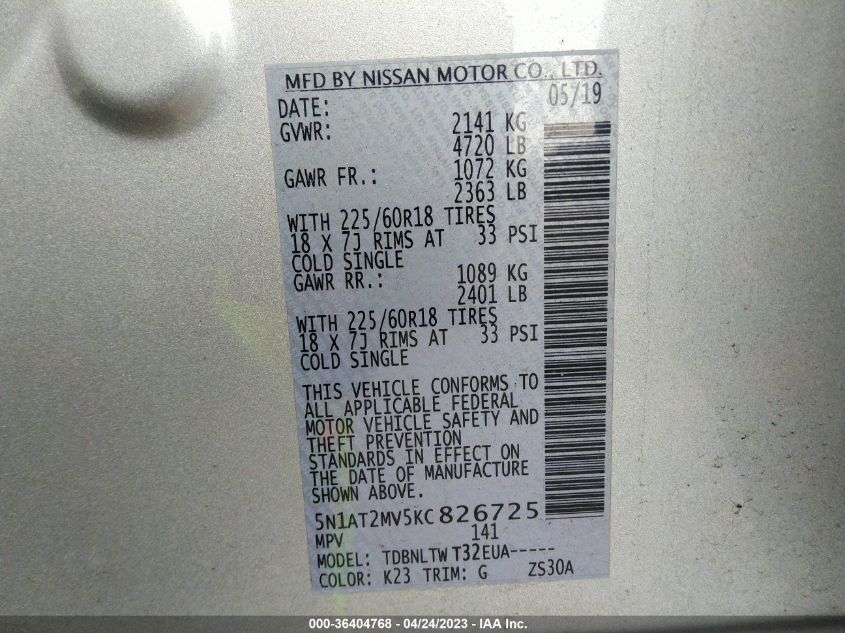 MFD BY NISSAN MOTOR CO., LTD.
DATE: 05/19
GVWR: 2141 KG
4720 LB
GAWR FR.: 1072 KG
2363 LB
WITH 225/60R18 TIRES
18 X 7J RIMS AT 33 PSI
COLD SINGLE
GAWR RR.: 1089 KG
2401 LB
WITH 225/60R18 TIRES
18 X 7J RIMS AT 33 PSI
COLD SINGLE
THIS VEHICLE CONFORMS TO
ALL APPLICABLE FEDERAL
MOTOR VEHICLE SAFETY AND
THEFT PREVENTION
STANDARDS IN EFFECT ON
THE DATE OF MANUFACTURE
SHOWN ABOVE.
5N1AT2MV5KC826725
MPV 141
MODEL: TDBNLTW T32EUA-----
COLOR: K23 TRIM: G ZS30A
000-36404768 - 04/24/2023 - IAA Inc.